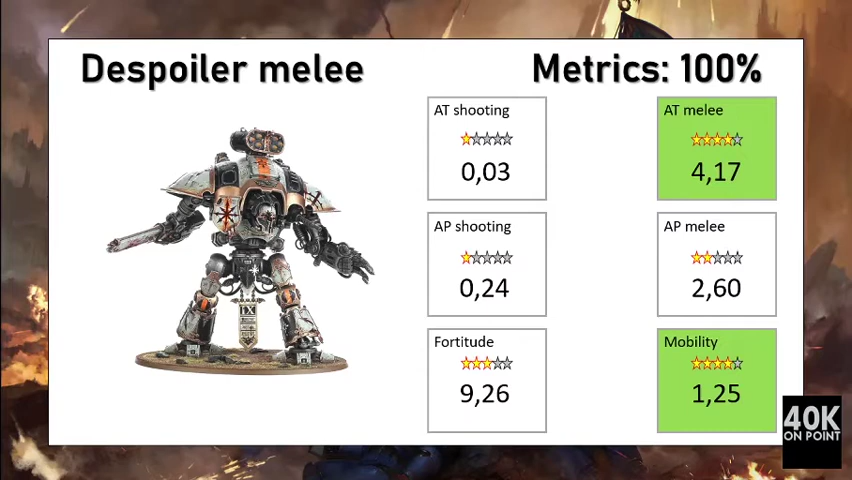 Despoiler melee
Metrics: 100%
AT shooting
0,03
AT melee
4,17
AP shooting
0,24
AP melee
2,60
Fortitude
9,26
Mobility
1,25
IX
40K
ON POINT